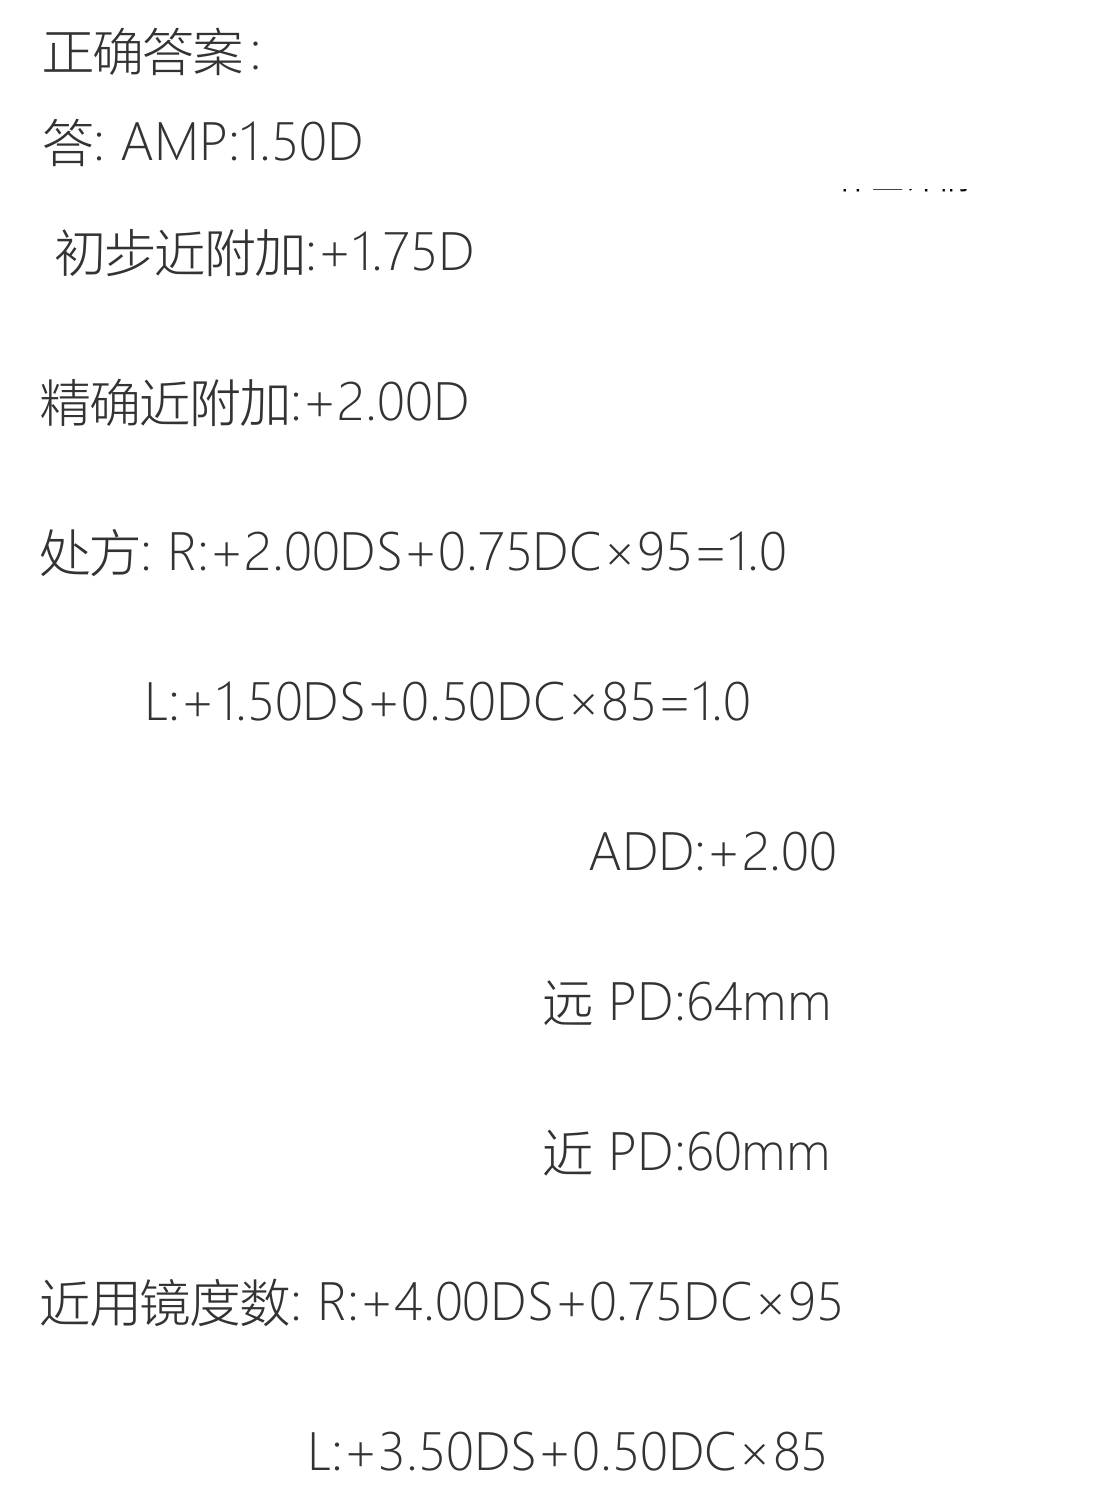 正确答案：
答: AMP:1.50D
初步近附加:+1.75D
精确近附加:+2.00D
处方: R:+2.00DS+0.75DC×95=1.0
L:+1.50DS+0.50DC×85=1.0
ADD:+2.00
远 PD:64mm
近 PD:60mm
近用镜度数: R:+4.00DS+0.75DC×95
L:+3.50DS+0.50DC×85